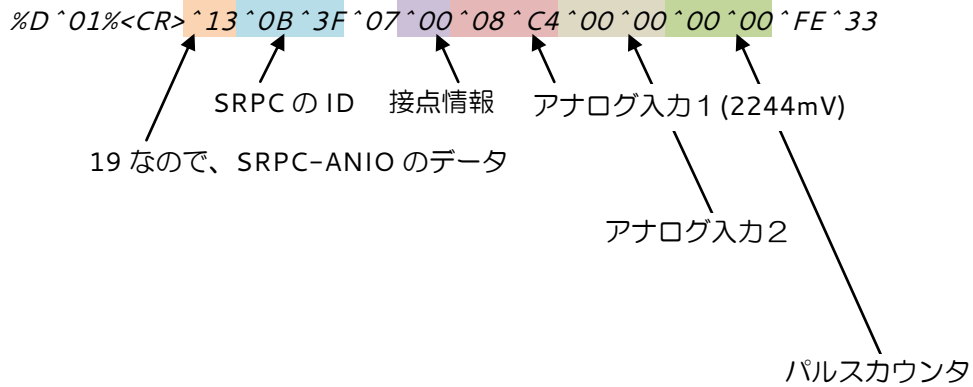 %D^01%<CR>^13^0B^3F^07^00^08^C4^00^00^00^00^FE^33
SRPCのID 接点情報 アナログ入力1(2244mV)
19なので、SRPC-ANIOのデータ
アナログ入力2
パルスカウンタ